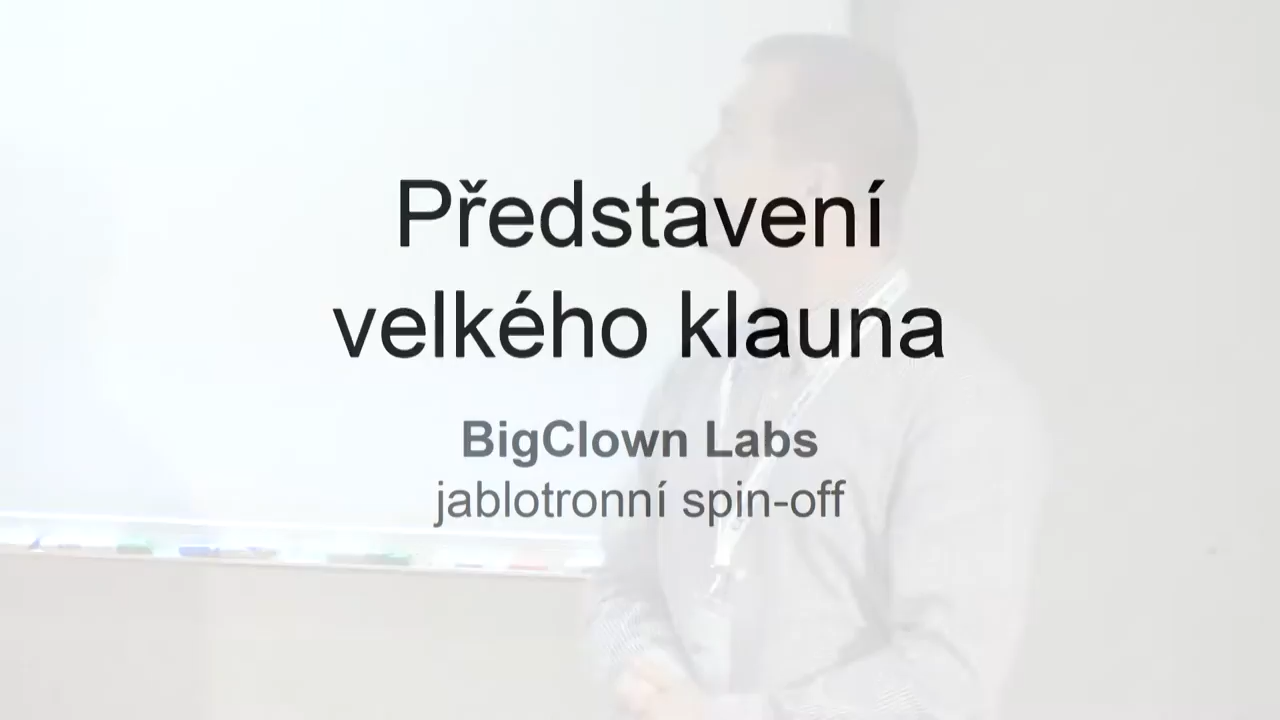 Představení
velkého klauna
BigClown Labs
jablotronní spin-off